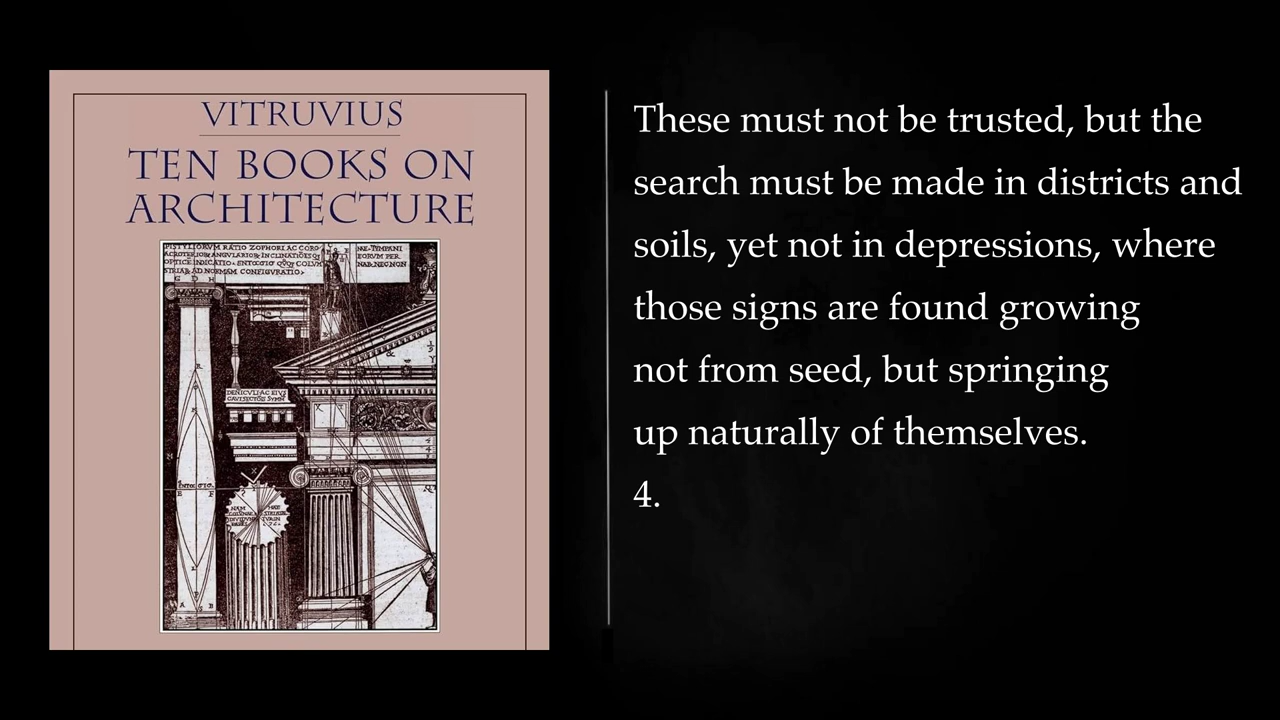 VITRUVIUS
TEN BOOKS ON
ARCHITECTURE
These must not be trusted, but the
search must be made in districts and
soils, yet not in depressions, where
those signs are found growing
not from seed, but springing
up naturally of themselves.
4.